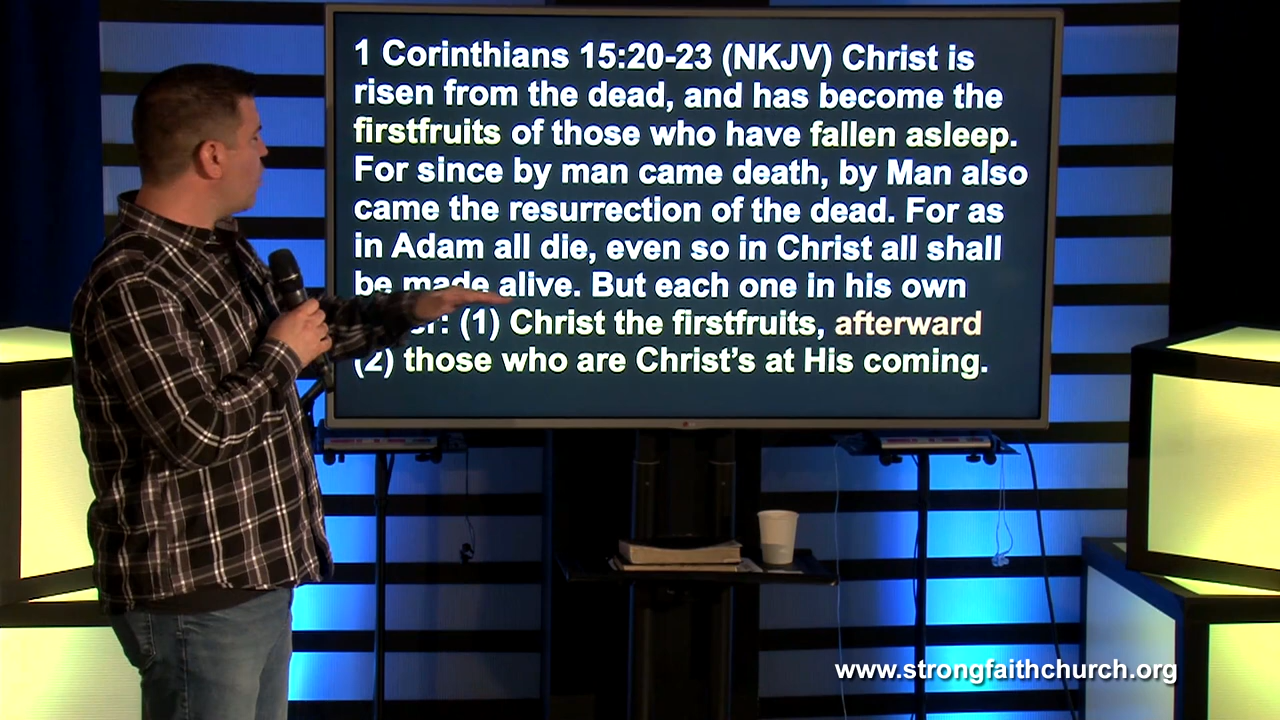 1 Corinthians 15:20-23 (NKJV) Christ is
risen from the dead, and has become the
firstfruits of those who have fallen asleep.
For since by man came death, by Man also
came the resurrection of the dead. For as
in Adam all die, even so in Christ all shall
be made alive. But each one in his own
(1) Christ the firstfruits, afterward
(2) those who are Christ’s at His coming.
www.strongfaithchurch.org